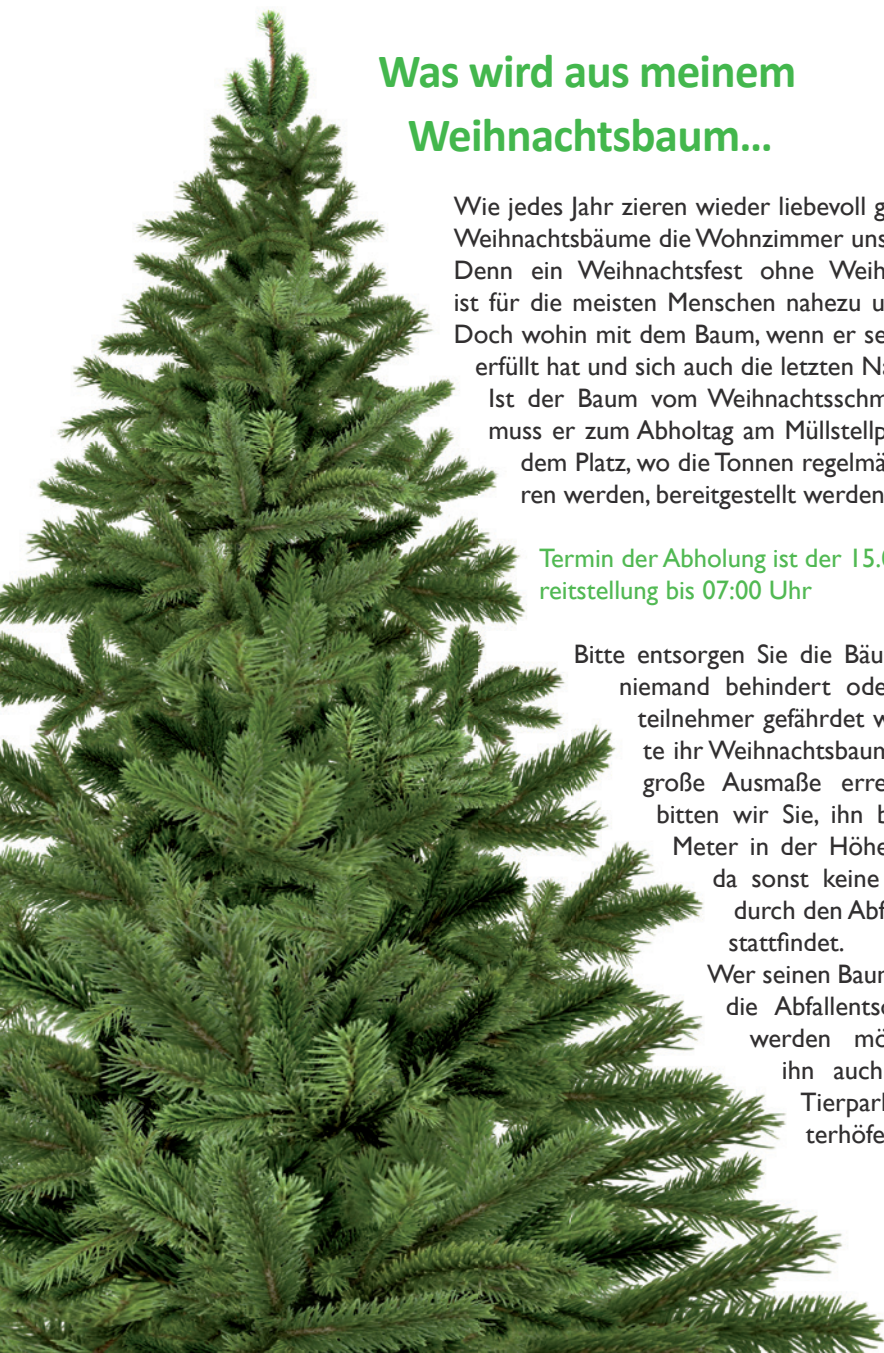 Was wird aus meinem
Weihnachtsbaum...
Wie jedes Jahr zieren wieder liebevoll g
Weihnachtsbäume die Wohnzimmer uns
Denn ein Weihnachtsfest ohne Weih
ist für die meisten Menschen nahezu u
Doch wohin mit dem Baum, wenn er se
erfüllt hat und sich auch die letzten Na
Ist der Baum vom Weihnachtsschm
muss er zum Abholtag am Müllstellp
dem Platz, wo die Tonnen regelmä
ren werden, bereitgestellt werden
Termin der Abholung ist der 15.0
reitstellung bis 07:00 Uhr
Bitte entsorgen Sie die Bäu
niemand behindert ode
teilnehmer gefährdet w
te ihr Weihnachtsbaum
große Ausmaße erre
bitten wir Sie, ihn b
Meter in der Höhe
da sonst keine
durch den Abf
stattfindet.
Wer seinen Baum
die Abfallents
werden mö
ihn auch
Tierpark
terhöfe